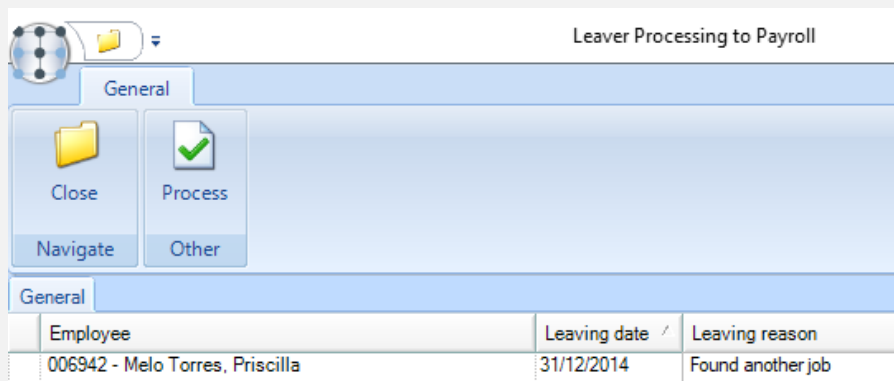 Leaver Processing to Payroll
General
Close
Process
Navigate
Other
General
Employee Leaving date Leaving reason
006942 - Melo Torres, Priscilla 31/12/2014 Found another job